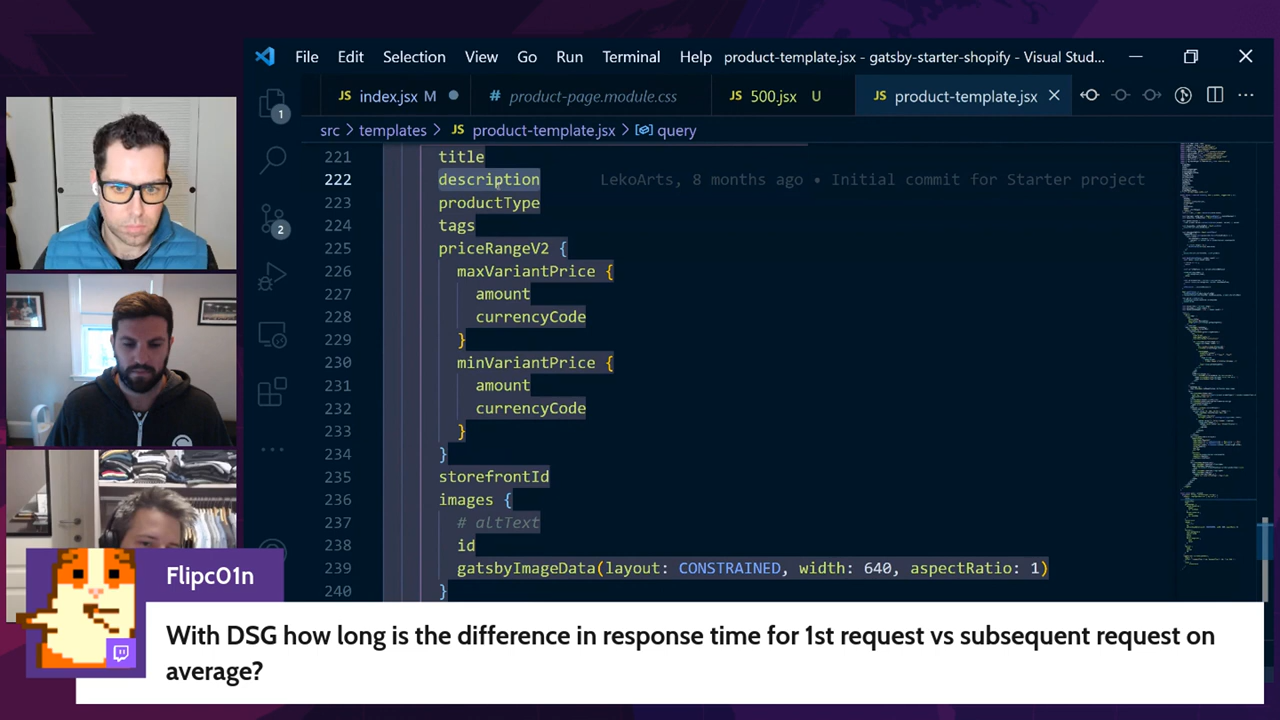 File Edit Selection View Go Run Terminal Help product-template.jsx - gatsby-starter-shopify - Visual Stud...
JS index.jsx M # product-page.module.css JS 500.jsx U JS product-template.jsx
src > templates > JS product-template.jsx > query
1
2
221 title
222 description LekoArts, 8 months ago • Initial commit for Starter project
223 productType
224 tags
225 priceRangeV2 {
226 maxVariantPrice {
227 amount
228 currencyCode
229 }
230 minVariantPrice {
231 amount
232 currencyCode
233 }
234 }
235 storefrontId
236 images {
237 # altText
238 id
239 gatsbyImageData(layout: CONSTRAINED, width: 640, aspectRatio: 1)
240 }
Flipc01n
With DSG how long is the difference in response time for 1st request vs subsequent request on
average?